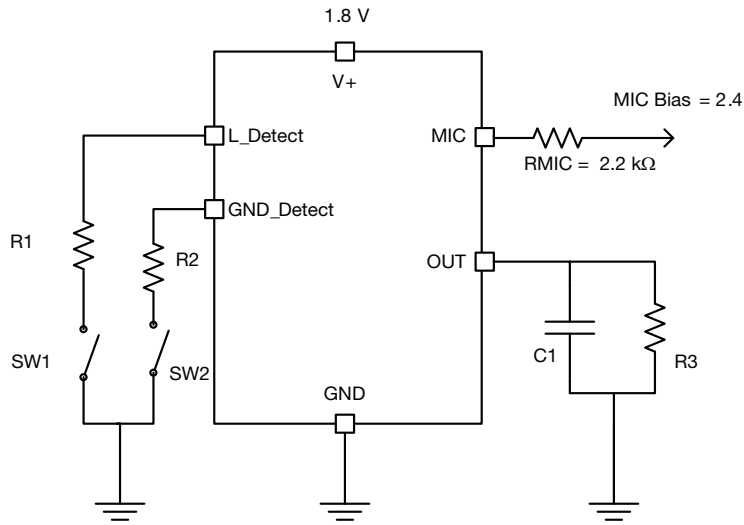 1.8 V
V+
MIC Bias = 2.4
L_Detect
MIC
RMIC = 2.2 kΩ
GND_Detect
R1
R2
OUT
SW1
SW2
C1
R3
GND